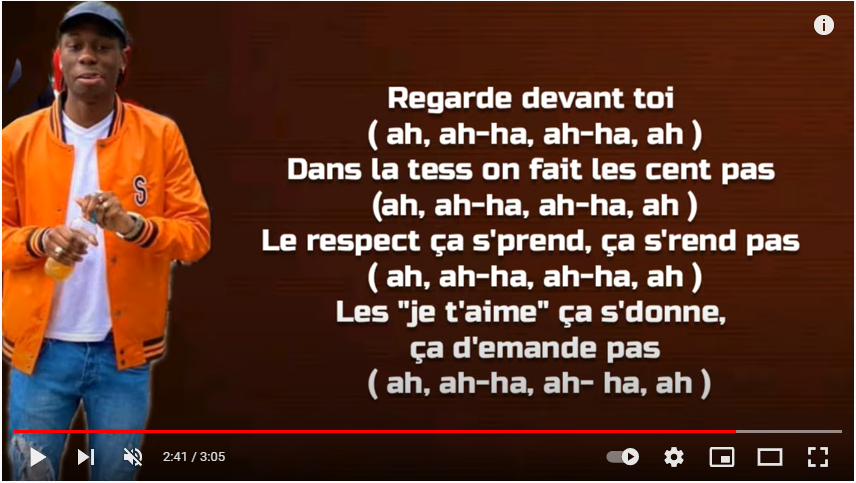 S
Regarde devant toi
( ah, ah-ha, ah-ha, ah )
Dans la tess on fait les cent pas
(ah, ah-ha, ah-ha, ah )
Le respect ça s'prend, ça s'rend pas
( ah, ah-ha, ah-ha, ah )
Les "je t'aime" ça s'donne,
ça d'emande pas
( ah, ah-ha, ah- ha, ah )
2:41 / 3:05